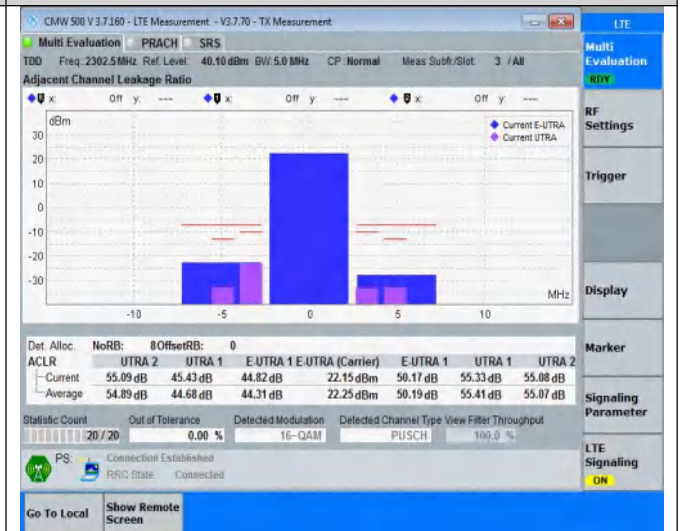 CMW 500 V 3.7.160 - LTE Measurement - V3.7.70 - TX Measurement
LTE
Multi Evaluation PRACH SRS
Multi
Evaluation
RDY
TDD Freq.:2302.5 MHz Ref. Level: 40.10 dBm BW: 5.0 MHz CP :Normal Meas Subfr./Slot: 3 /All
Adjacent Channel Leakage Ratio
x: Off y: --- x: Off y: --- x: Off y: ---
RF
Settings
dBm
Current E-UTRA
Current UTRA
30
20
10
0
-10
-20
-30
MHz
-10 -5 0 5 10
Trigger
Display
Det. Alloc. NoRB: 8 OffsetRB: 0
Marker
ACLR UTRA 2 UTRA 1 E-UTRA 1 E-UTRA (Carrier) E-UTRA 1 UTRA 1 UTRA 2
Current 55.09 dB 45.43 dB 44.82 dB 22.15 dBm 50.17 dB 55.33 dB 55.08 dB
Average 54.89 dB 44.68 dB 44.31 dB 22.25 dBm 50.19 dB 55.41 dB 55.07 dB
Signaling
Parameter
Statistic Count Out of Tolerance Detected Modulation Detected Channel Type View Filter Throughput
20 / 20 0.00 % 16-QAM PUSCH 100.0 %
PS: Connection Established
RRC State: Connected
LTE
Signaling
ON
Go To Local Show Remote
Screen